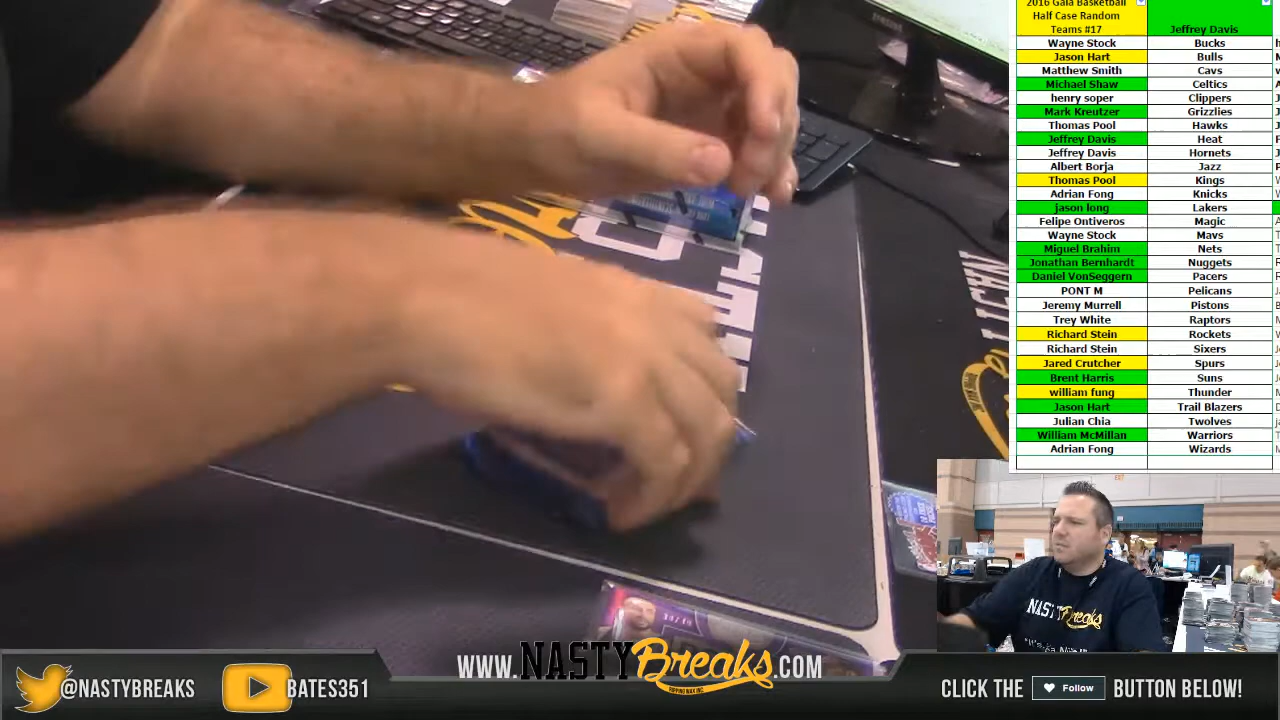 2016 Gala Basketball
Half Case Random
Teams #17
Jeffrey Davis
Wayne Stock Bucks
Jason Hart Bulls
Matthew Smith Cavs
Michael Shaw Celtics
henry soper Clippers
Mark Kreutzer Grizzlies
Thomas Pool Hawks
Jeffrey Davis Heat
Jeffrey Davis Hornets
Albert Borja Jazz
Thomas Pool Kings
Adrian Fong Knicks
jason long Lakers
Felipe Ontiveros Magic
Wayne Stock Mavs
Miguel Brahim Nets
Jonathan Bernhardt Nuggets
Daniel VonSeggern Pacers
PONT M Pelicans
Jeremy Murrell Pistons
Trey White Raptors
Richard Stein Rockets
Richard Stein Sixers
Jared Crutcher Spurs
Brent Harris Suns
william fung Thunder
Jason Hart Trail Blazers
Julian Chia Twolves
William McMillan Warriors
Adrian Fong Wizards
NASTY Breaks
WWW.NASTYBreaks.COM
@NASTYBREAKS
BATES351
CLICK THE Follow BUTTON BELOW!